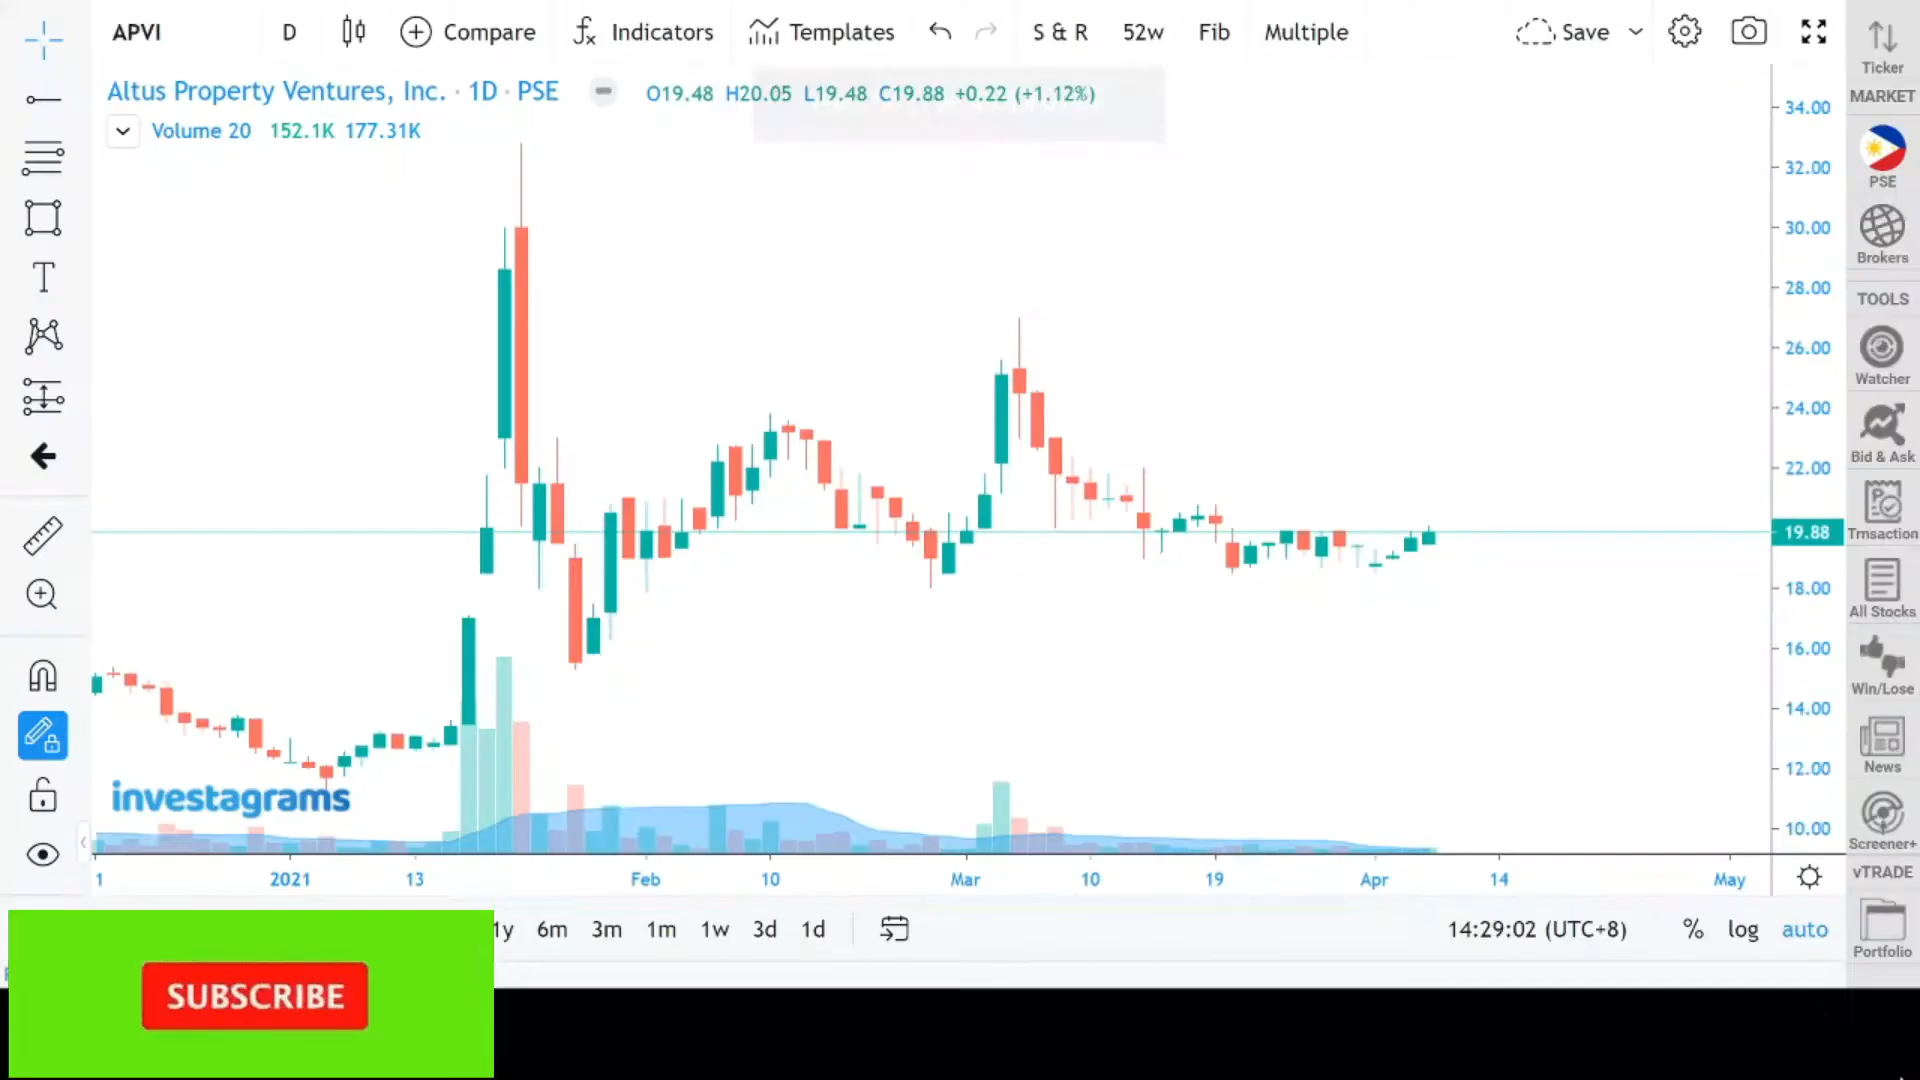 APVI D Compare Indicators Templates S & R 52w Fib Multiple Save
Altus Property Ventures, Inc. · 1D · PSE O19.48 H20.05 L19.48 C19.88 +0.22 (+1.12%)
Volume 20 152.1K 177.31K
34.00
32.00
30.00
28.00
26.00
24.00
22.00
19.88
18.00
16.00
14.00
12.00
10.00
investagrams
1 2021 13 Feb 10 Mar 10 19 Apr 14 May
1y 6m 3m 1m 1w 3d 1d 14:29:02 (UTC+8) % log auto
SUBSCRIBE
Ticker
MARKET
PSE
Brokers
TOOLS
Watcher
Bid & Ask
Trnsaction
All Stocks
Win/Lose
News
Screener+
vTRADE
Portfolio